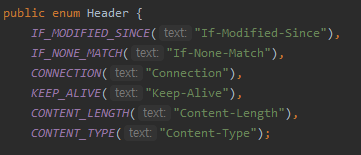 public enum Header {
IF_MODIFIED_SINCE( text: "If-Modified-Since"),
IF_NONE_MATCH( text: "If-None-Match"),
CONNECTION( text: "Connection"),
KEEP_ALIVE( text: "Keep-Alive"),
CONTENT_LENGTH( text: "Content-Length"),
CONTENT_TYPE( text: "Content-Type");